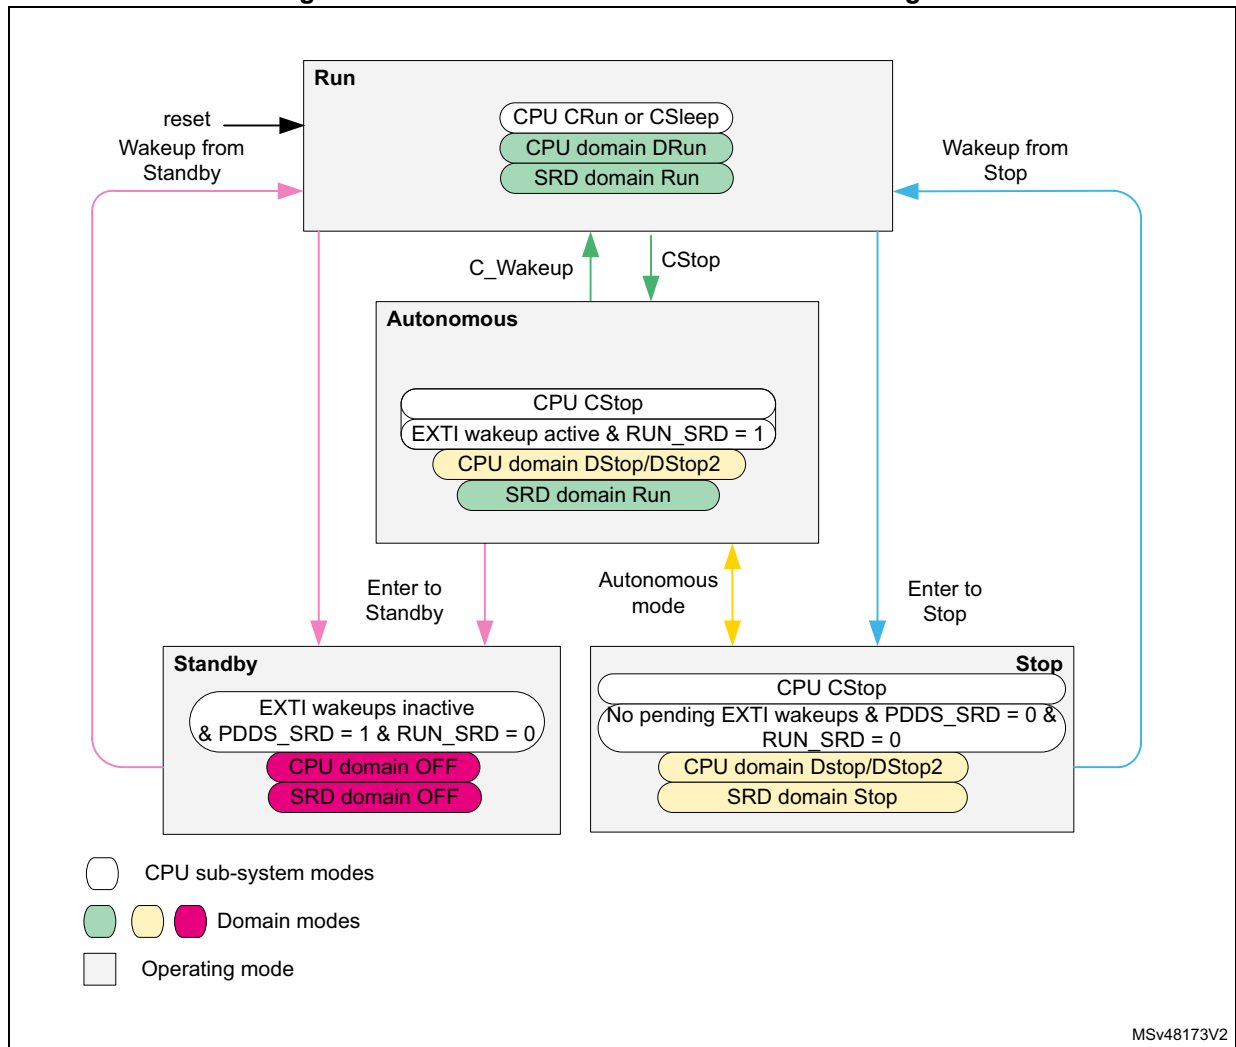 Run
CPU CRun or CSleep
CPU domain DRun
SRD domain Run
reset
Wakeup from
Standby
Wakeup from
Stop
C_Wakeup
CStop
Autonomous
CPU CStop
EXTI wakeup active & RUN_SRD = 1
CPU domain DStop/DStop2
SRD domain Run
Enter to
Standby
Autonomous
mode
Enter to
Stop
Standby
EXTI wakeups inactive
& PDDS_SRD = 1 & RUN_SRD = 0
CPU domain OFF
SRD domain OFF
Stop
CPU CStop
No pending EXTI wakeups & PDDS_SRD = 0 &
RUN_SRD = 0
CPU domain Dstop/DStop2
SRD domain Stop
CPU sub-system modes
Domain modes
Operating mode
MSv48173V2